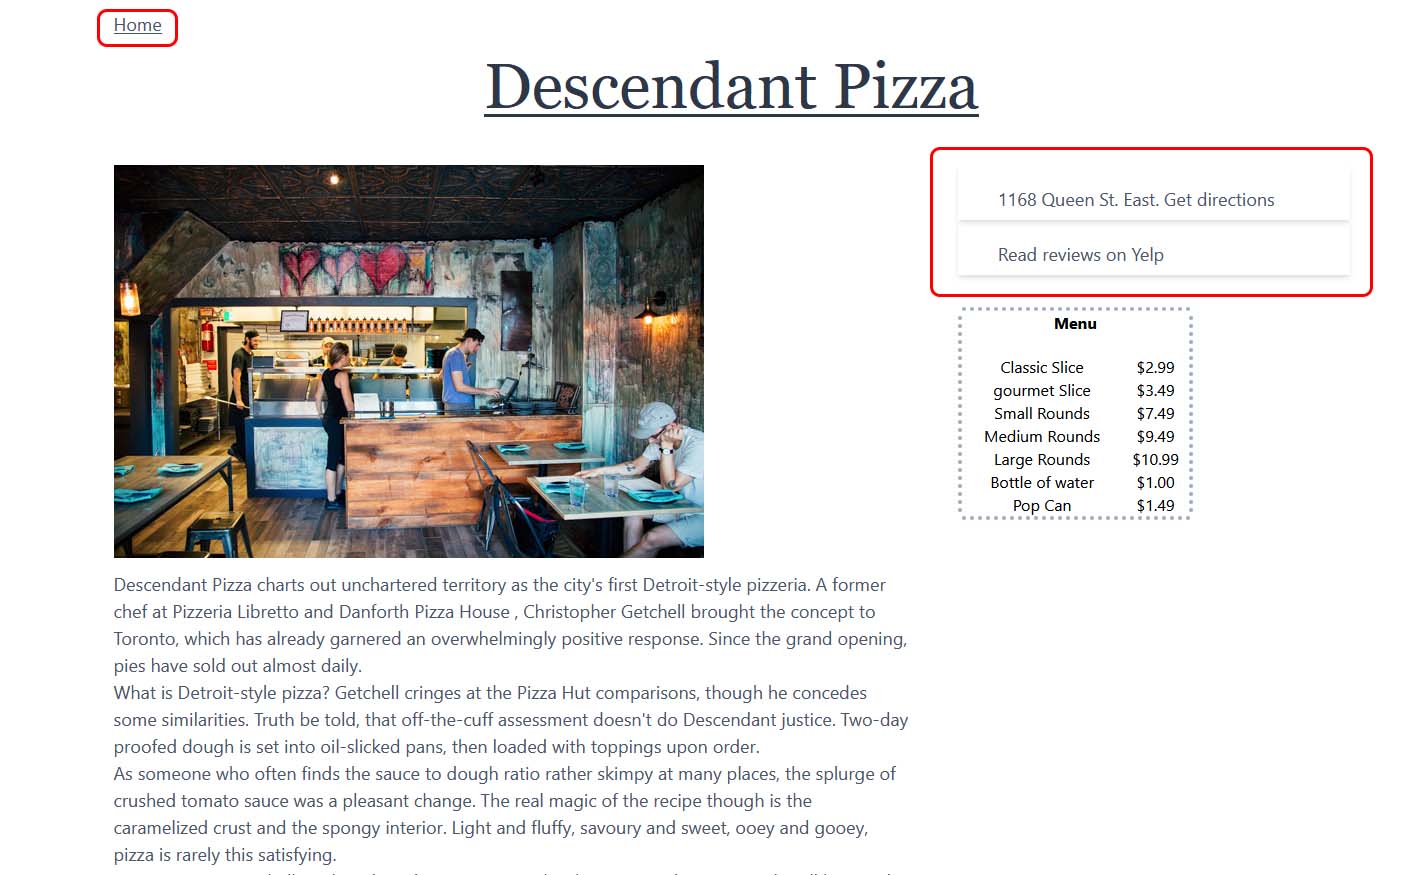 Home
Descendant Pizza
1168 Queen St. East. Get directions
Read reviews on Yelp
Menu
Classic Slice $2.99
gourmet Slice $3.49
Small Rounds $7.49
Medium Rounds $9.49
Large Rounds $10.99
Bottle of water $1.00
Pop Can $1.49
Descendant Pizza charts out unchartered territory as the city's first Detroit-style pizzeria. A former
chef at Pizzeria Libretto and Danforth Pizza House , Christopher Getchell brought the concept to
Toronto, which has already garnered an overwhelmingly positive response. Since the grand opening,
pies have sold out almost daily.
What is Detroit-style pizza? Getchell cringes at the Pizza Hut comparisons, though he concedes
some similarities. Truth be told, that off-the-cuff assessment doesn't do Descendant justice. Two-day
proofed dough is set into oil-slicked pans, then loaded with toppings upon order.
As someone who often finds the sauce to dough ratio rather skimpy at many places, the splurge of
crushed tomato sauce was a pleasant change. The real magic of the recipe though is the
caramelized crust and the spongy interior. Light and fluffy, savoury and sweet, ooey and gooey,
pizza is rarely this satisfying.